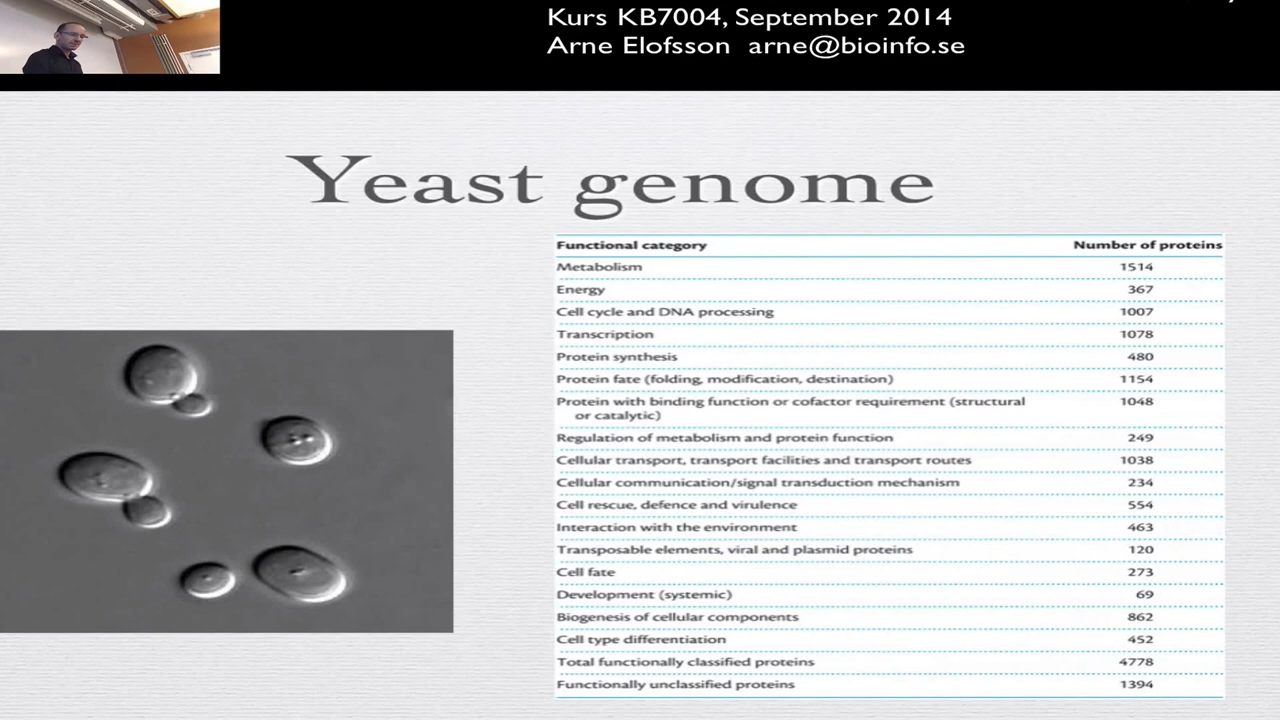 Kurs KB7004, September 2014
Arne Elofsson arne@bioinfo.se
Yeast genome
Functional category Number of proteins
Metabolism 1514
Energy 367
Cell cycle and DNA processing 1007
Transcription 1078
Protein synthesis 480
Protein fate (folding, modification, destination) 1154
Protein with binding function or cofactor requirement (structural 1048
or catalytic)
Regulation of metabolism and protein function 249
Cellular transport, transport facilities and transport routes 1038
Cellular communication/signal transduction mechanism 234
Cell rescue, defence and virulence 554
Interaction with the environment 463
Transposable elements, viral and plasmid proteins 120
Cell fate 273
Development (systemic) 69
Biogenesis of cellular components 862
Cell type differentiation 452
Total functionally classified proteins 4778
Functionally unclassified proteins 1394